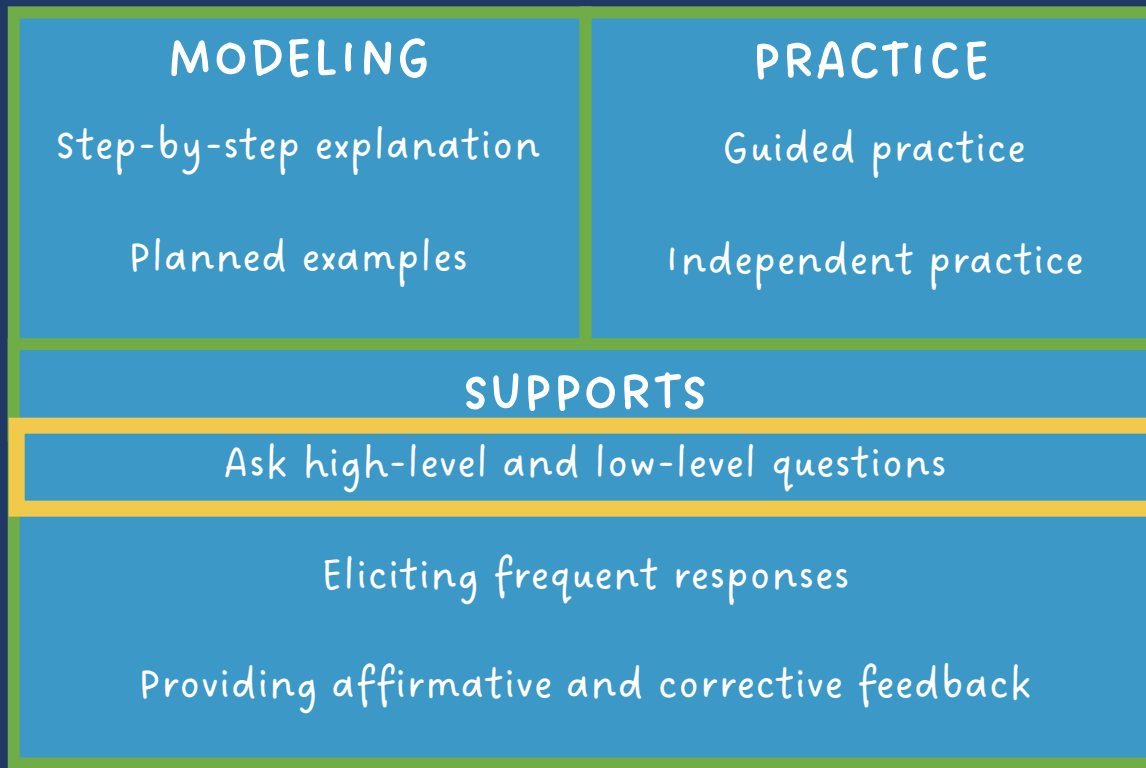 MODELING
Step-by-step explanation
Planned examples
PRACTICE
Guided practice
Independent practice
SUPPORTS
Ask high-level and low-level questions
Eliciting frequent responses
Providing affirmative and corrective feedback